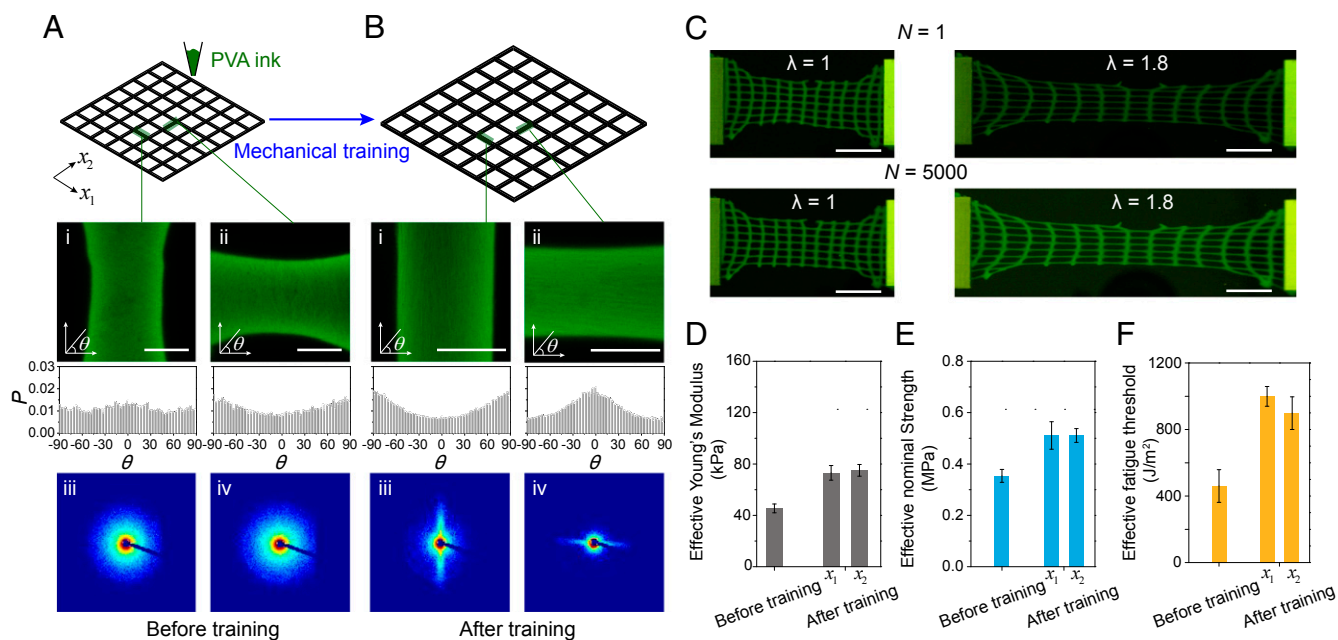 A
B
C
PVA ink
Mechanical training
x2
x1
N = 1
λ = 1
λ = 1.8
N = 5000
λ = 1
λ = 1.8
i
ii
i
ii
θ
θ
θ
θ
P
0.03
0.02
0.01
0.00
-90 -60 -30 0 30 60 90
-90 -60 -30 0 30 60 90
-90 -60 -30 0 30 60 90
-90 -60 -30 0 30 60 90
θ
θ
θ
θ
iii
iv
iii
iv
Before training
After training
D
Effective Young's Modulus
(kPa)
160
120
80
40
0
x1
x2
Before training
After training
E
Effective nominal Strength
(MPa)
0.8
0.6
0.4
0.2
0.0
x1
x2
Before training
After training
F
Effective fatigue threshold
(J/m²)
1200
800
400
0
x1
x2
Before training
After training